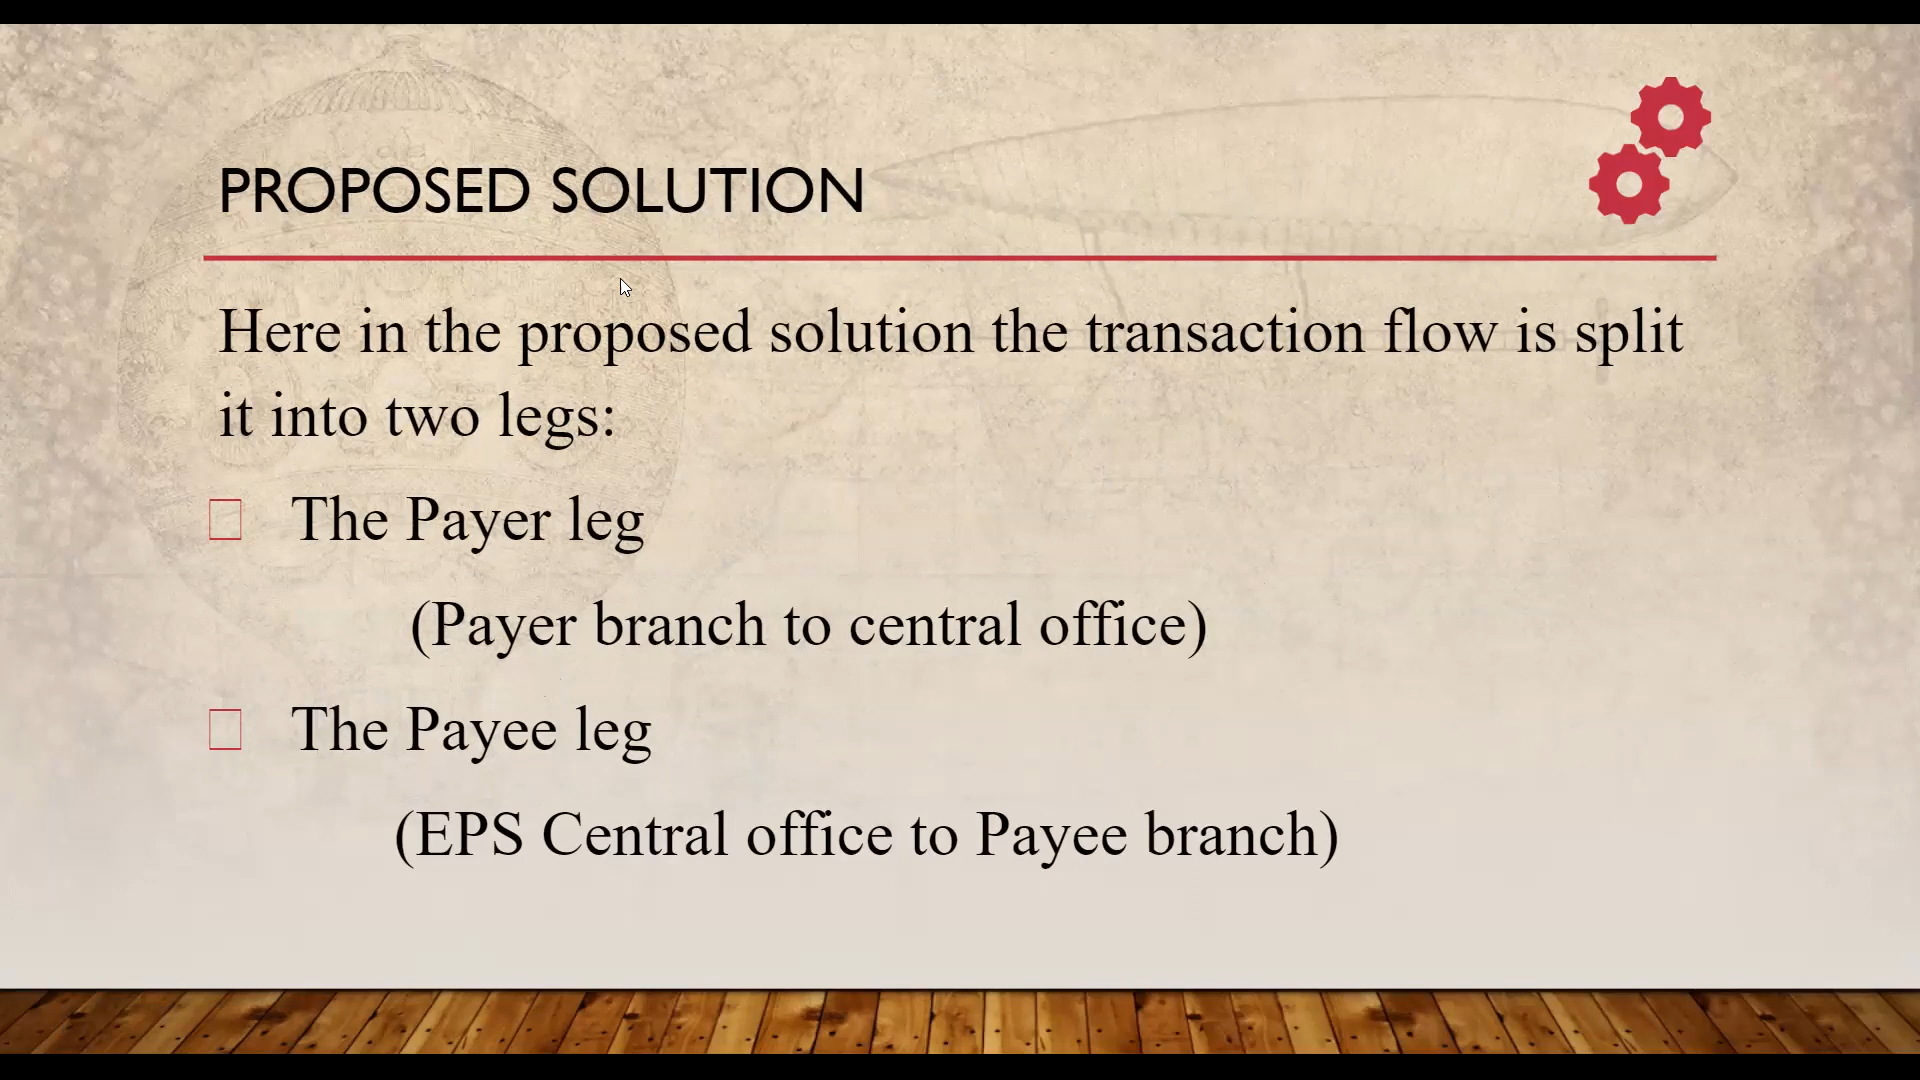 PROPOSED SOLUTION
Here in the proposed solution the transaction flow is split
it into two legs:
The Payer leg
(Payer branch to central office)
The Payee leg
(EPS Central office to Payee branch)